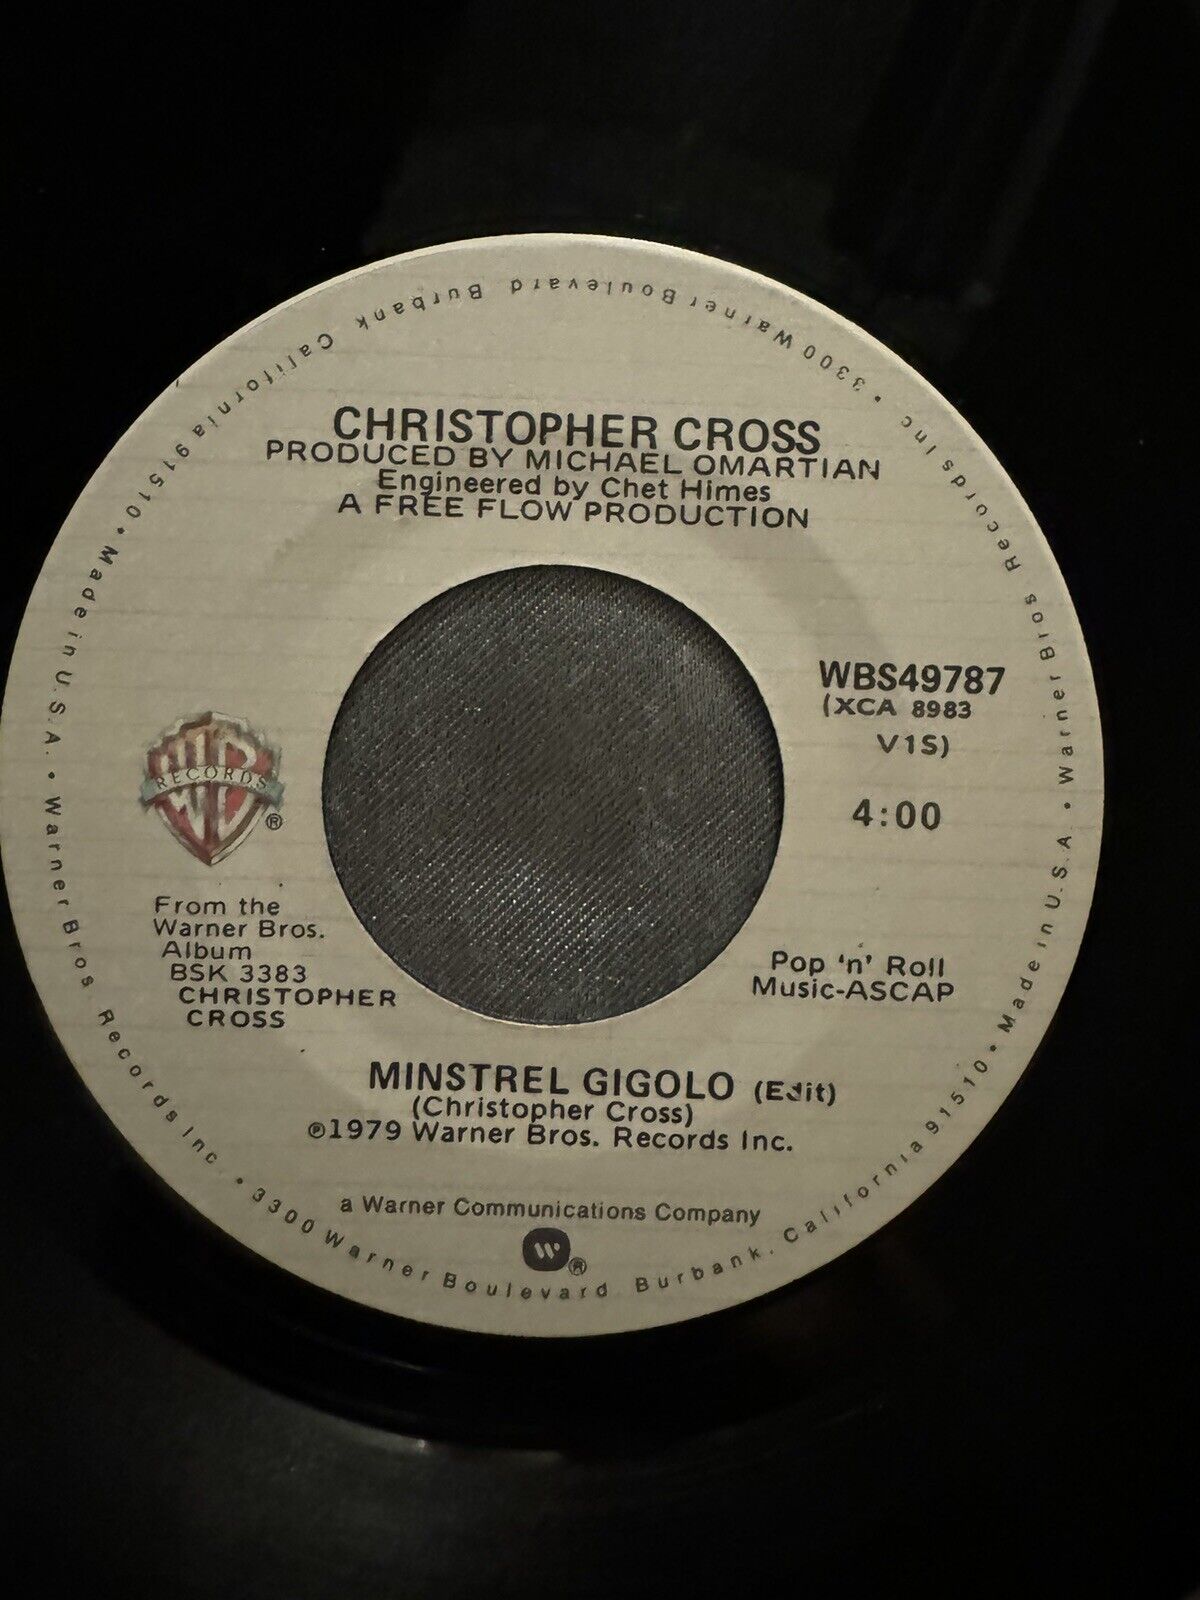 CHRISTOPHER CROSS
PRODUCED BY MICHAEL OMARTIAN
Engineered by Chet Himes
A FREE FLOW PRODUCTION
WBS49787
(XCA 8983
V1S)
4:00
RECORDS
®
From the
Warner Bros.
Album
BSK 3383
CHRISTOPHER
CROSS
Pop 'n' Roll
Music-ASCAP
MINSTREL GIGOLO (Edit)
(Christopher Cross)
℗1979 Warner Bros. Records Inc.
a Warner Communications Company
®
Warner Bros Records Inc. • 3300 Warner Boulevard Burbank, California 91510 • Made in U.S.A. •
Warner Bros Records Inc • 3300 Warner Boulevard Burbank California 91510 • Made in U.S.A. •